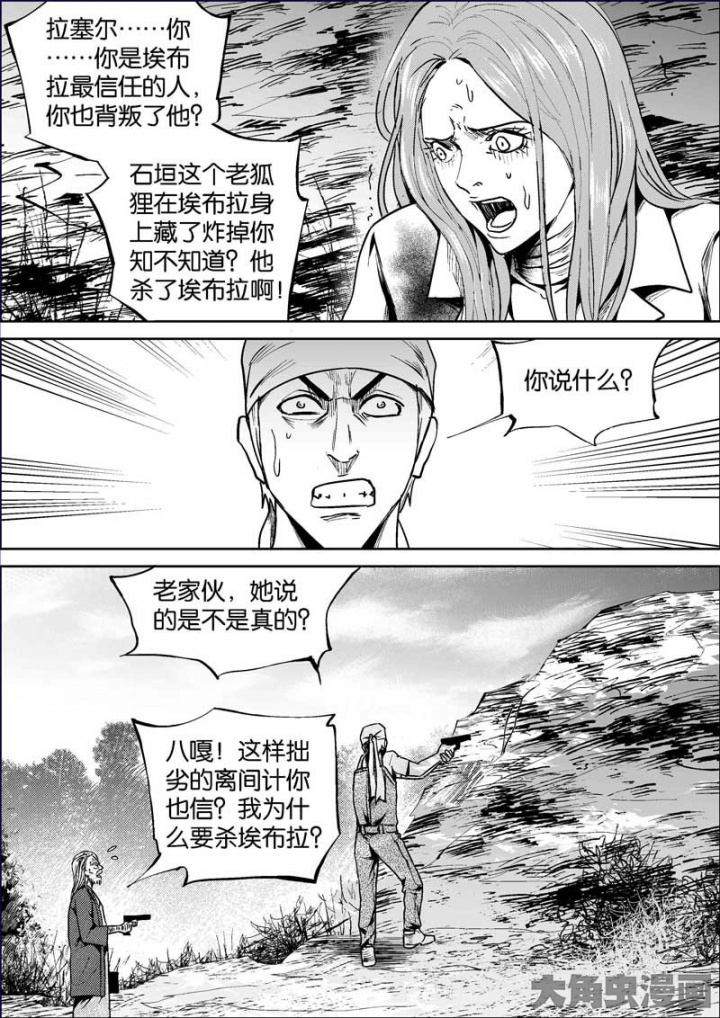 拉塞尔……你
……你是埃布
拉最信任的人，
你也背叛了他？
石垣这个老狐
狸在埃布拉身
上藏了炸掉你
知不知道？他
杀了埃布拉啊！
你说什么？
老家伙，她说
的是不是真的？
八嘎！这样拙
劣的离间计你
也信？我为什
么要杀埃布拉？
大角虫漫画